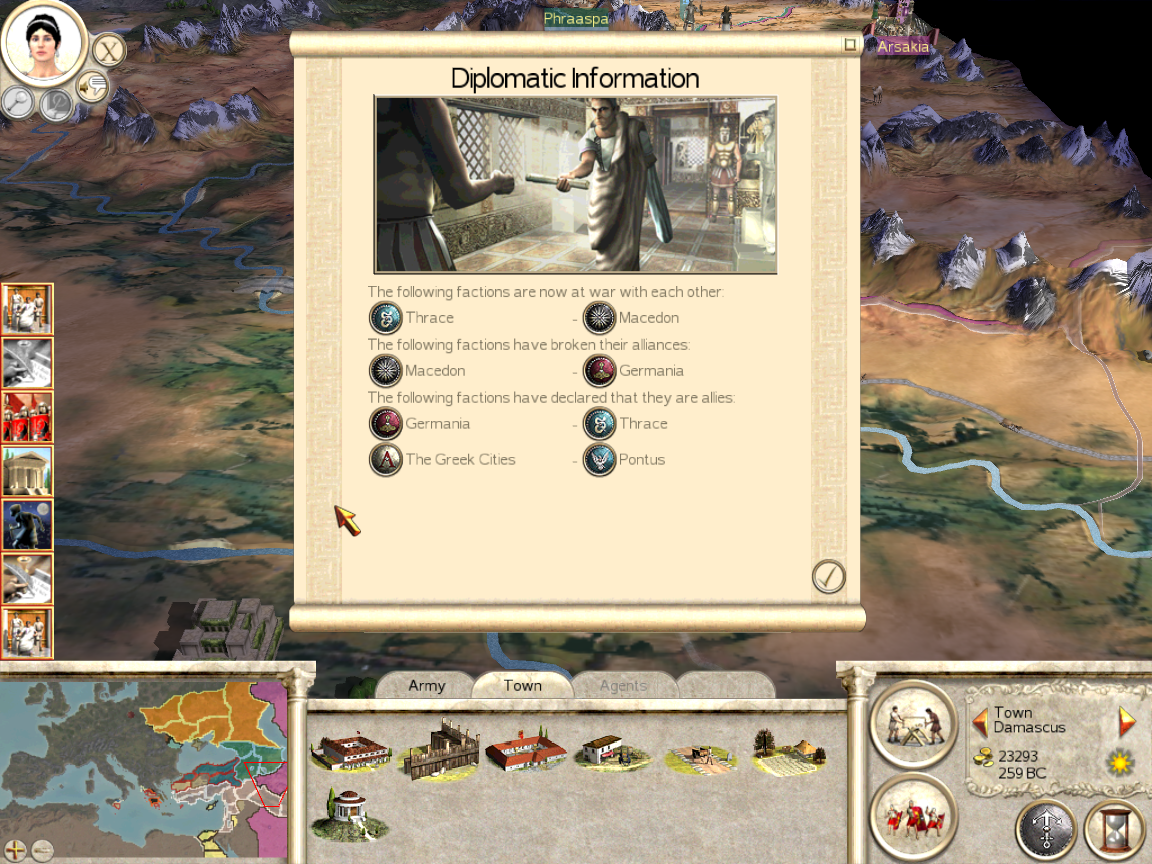 Phraaspa
Arsakia
Diplomatic Information
The following factions are now at war with each other:
Thrace - Macedon
The following factions have broken their alliances:
Macedon - Germania
The following factions have declared that they are allies:
Germania - Thrace
The Greek Cities - Pontus
Army Town Agents
Town
Damascus
23293
259 BC